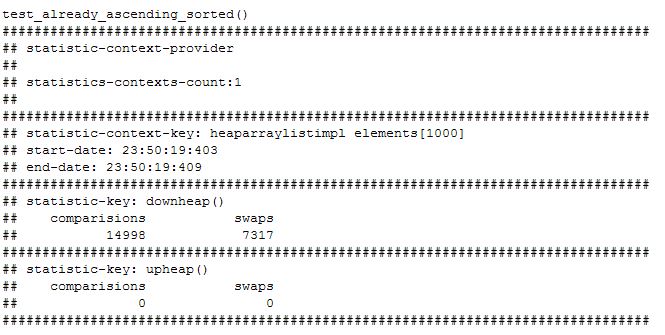 test_already_ascending_sorted()
################################################################################
## statistic-context-provider
##
## statistics-contexts-count:1
##
################################################################################
## statistic-context-key: heaparraylistimpl elements[1000]
## start-date: 23:50:19:403
## end-date: 23:50:19:409
################################################################################
## statistic-key: downheap()
##    comparisions           swaps
##           14998            7317
################################################################################
## statistic-key: upheap()
##    comparisions           swaps
##               0               0
################################################################################